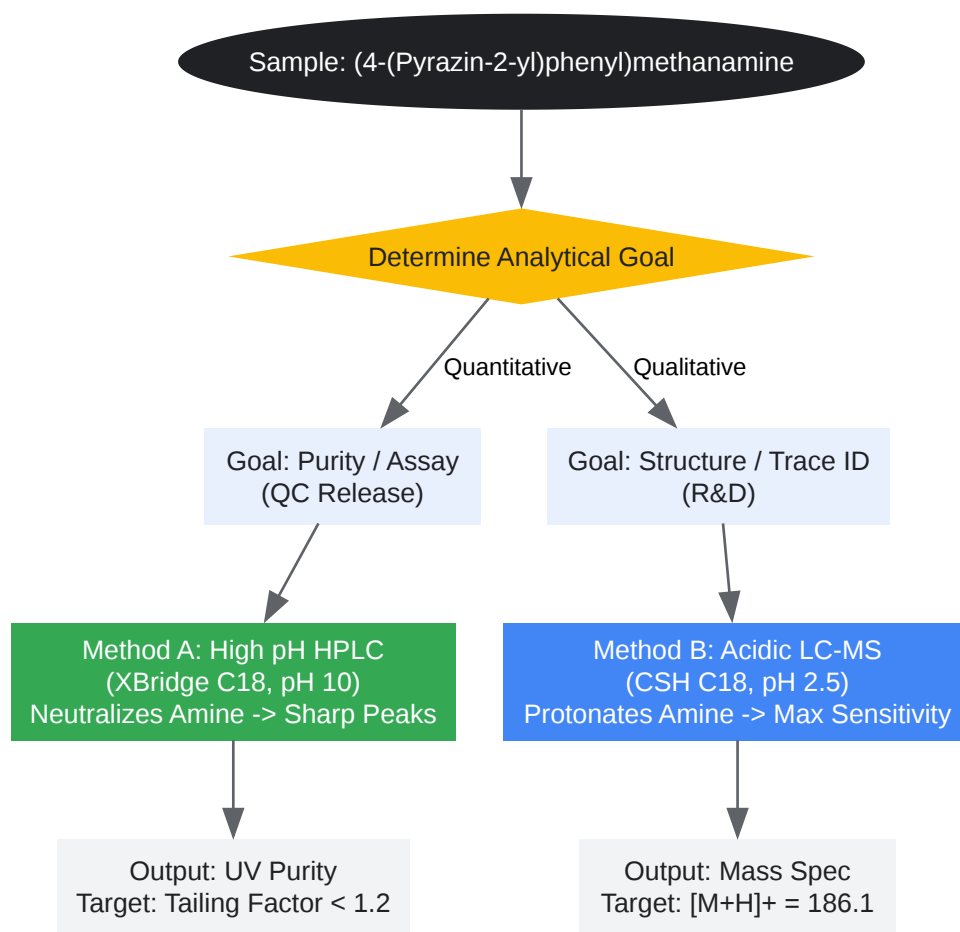 Sample: (4-(Pyrazin-2-yl)phenyl)methanamine
Determine Analytical Goal
Quantitative
Qualitative
Goal: Purity / Assay
(QC Release)
Goal: Structure / Trace ID
(R&D)
Method A: High pH HPLC
(XBridge C18, pH 10)
Neutralizes Amine -> Sharp Peaks
Method B: Acidic LC-MS
(CSH C18, pH 2.5)
Protonates Amine -> Max Sensitivity
Output: UV Purity
Target: Tailing Factor < 1.2
Output: Mass Spec
Target: [M+H]+ = 186.1